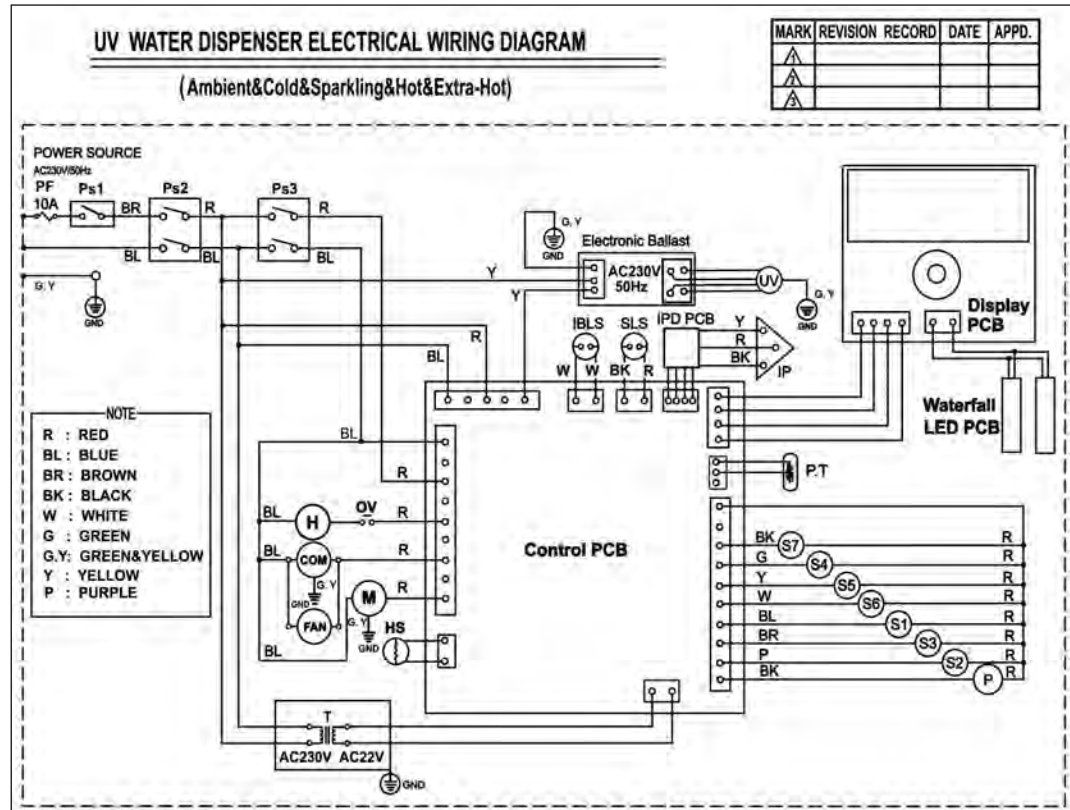 UV WATER DISPENSER ELECTRICAL WIRING DIAGRAM
(Ambient&Cold&Sparkling&Hot&Extra-Hot)
MARK REVISION RECORD DATE APPD.
1
2
3
POWER SOURCE
AC230V/50Hz
PF
10A
Ps1
BR
Ps2
R
Ps3
R
BL
BL
BL
G. Y
GND
G. Y
GND
Electronic Ballast
Y
Y
AC230V
50Hz
UV
G. Y
GND
IBLS
SLS
IPD PCB
Y
R
BK
IP
W
W
BK
R
R
BL
Display
PCB
Waterfall
LED PCB
NOTE
R : RED
BL : BLUE
BR : BROWN
BK : BLACK
W : WHITE
G : GREEN
G.Y: GREEN&YELLOW
Y : YELLOW
P : PURPLE
BL
R
BL
H
OV
R
BL
COM
R
G. Y
GND
FAN
M
R
G. Y
GND
BL
HS
Control PCB
P.T
BK S7 R
G S4 R
Y S5 R
W S6 R
BL S1 R
BR S3 R
P S2 R
BK P R
T
AC230V AC22V
GND